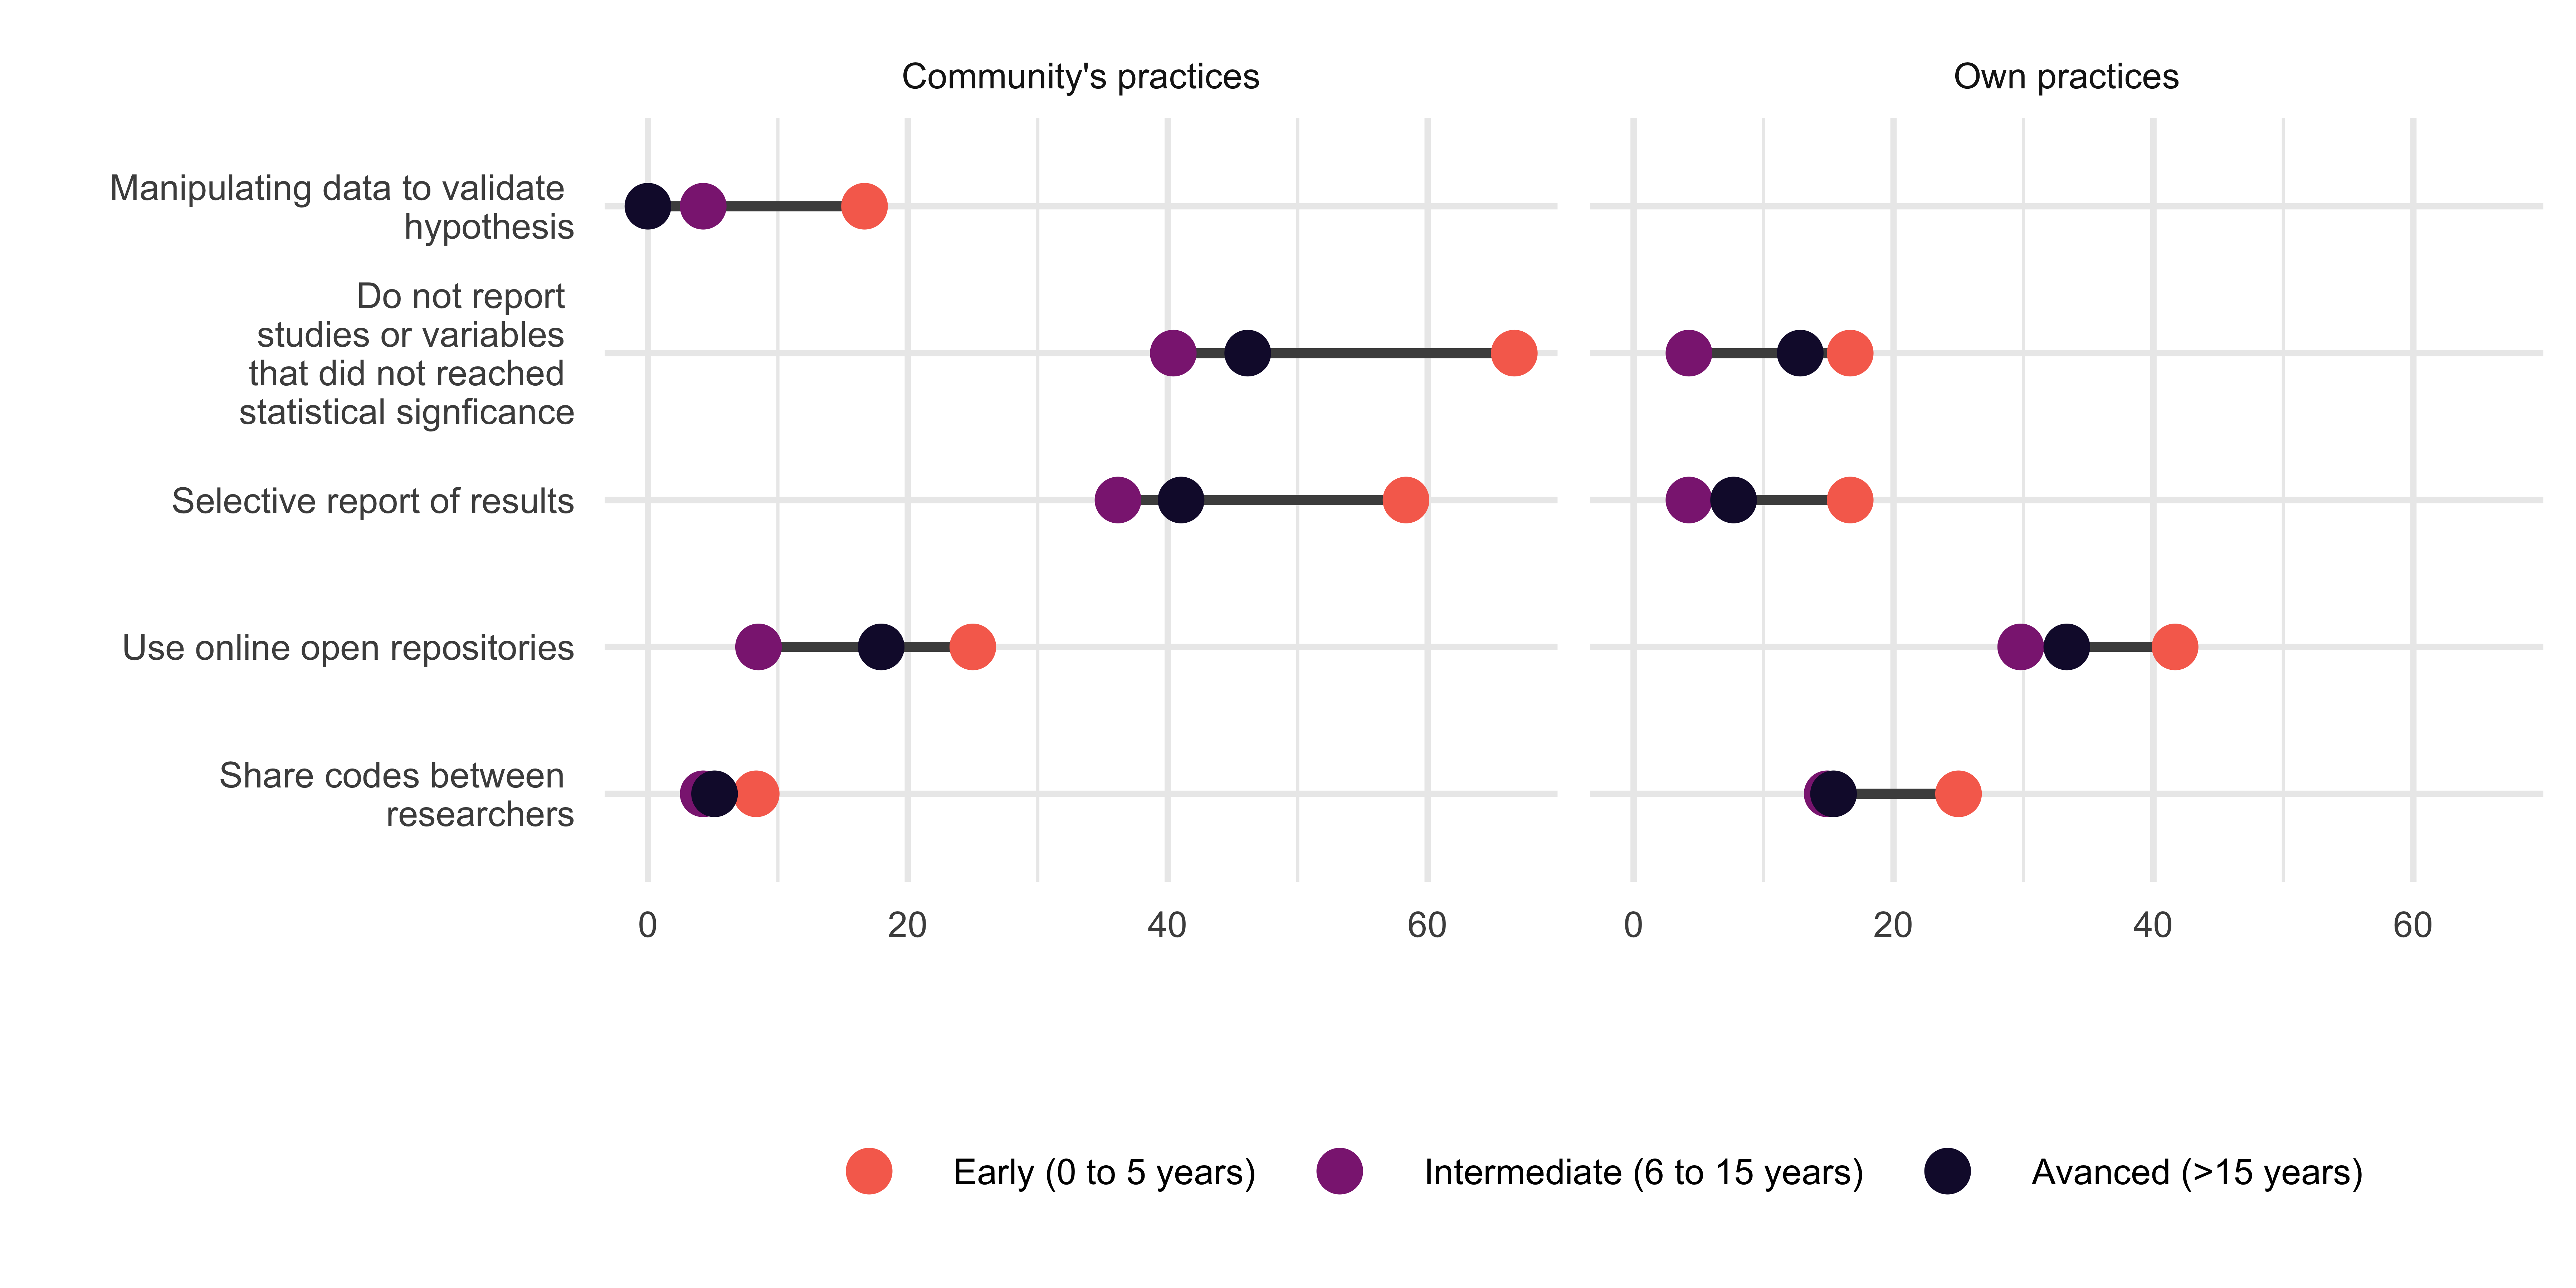 Community's practices
Own practices
Manipulating data to validate
hypothesis
Do not report
studies or variables
that did not reached
statistical signficance
Selective report of results
Use online open repositories
Share codes between
researchers
0 20 40 60
0 20 40 60
Early (0 to 5 years)
Intermediate (6 to 15 years)
Avanced (>15 years)